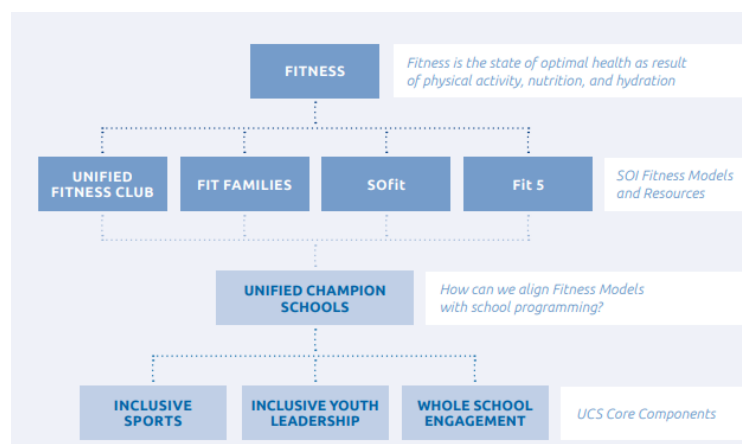 FITNESS
Fitness is the state of optimal health as result
of physical activity, nutrition, and hydration
UNIFIED
FITNESS CLUB
FIT FAMILIES
SOfit
Fit 5
SOI Fitness Models
and Resources
UNIFIED CHAMPION
SCHOOLS
How can we align Fitness Models
with school programming?
INCLUSIVE
SPORTS
INCLUSIVE YOUTH
LEADERSHIP
WHOLE SCHOOL
ENGAGEMENT
UCS Core Components